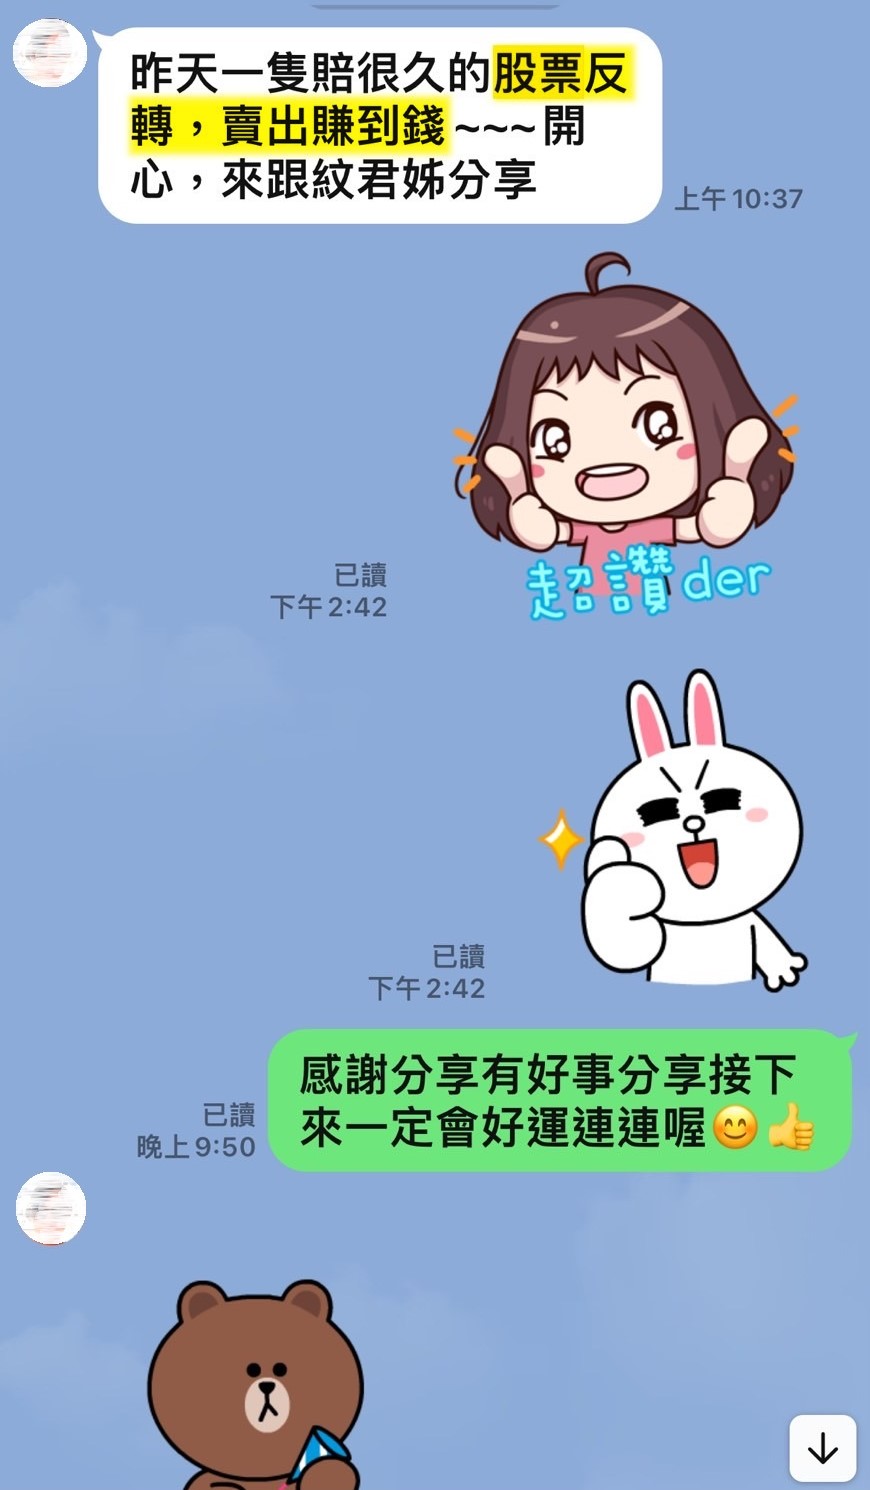 昨天一隻賠很久的股票反
轉，賣出賺到錢~~~開
心，來跟紋君姊分享
上午10:37
超讚der
已讀
下午2:42
已讀
下午2:42
感謝分享有好事分享接下
來一定會好運連連喔😊👍
已讀
晚上9:50